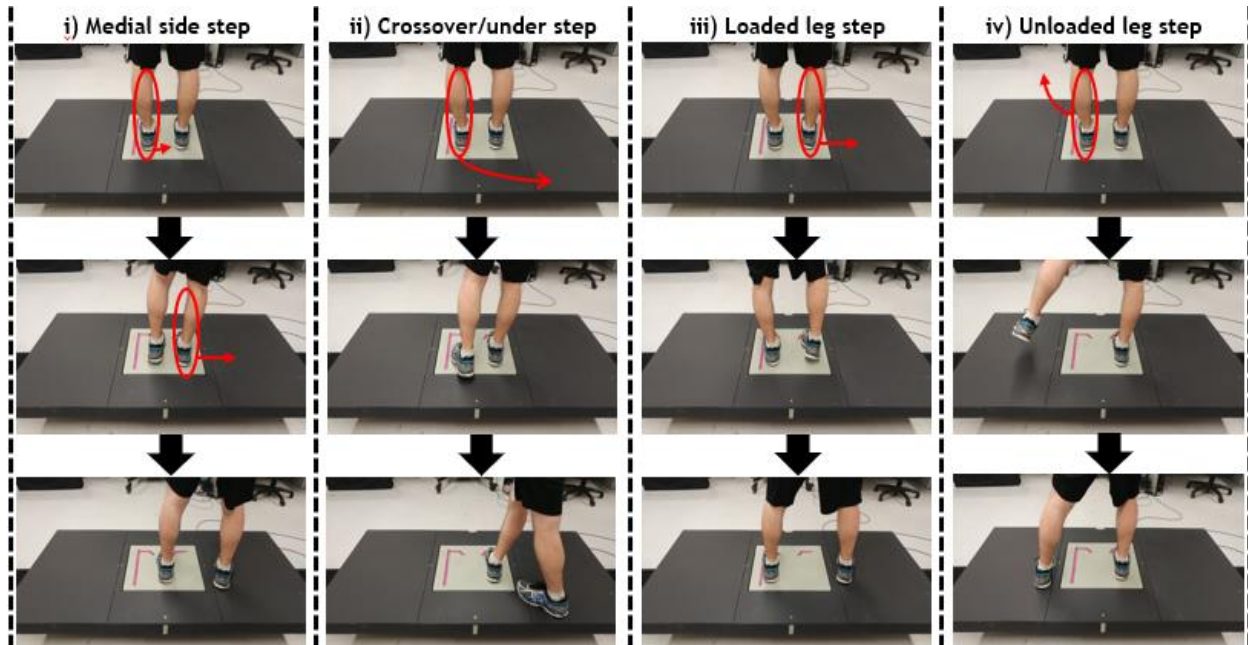 i) Medial side step
ii) Crossover/under step
iii) Loaded leg step
iv) Unloaded leg step